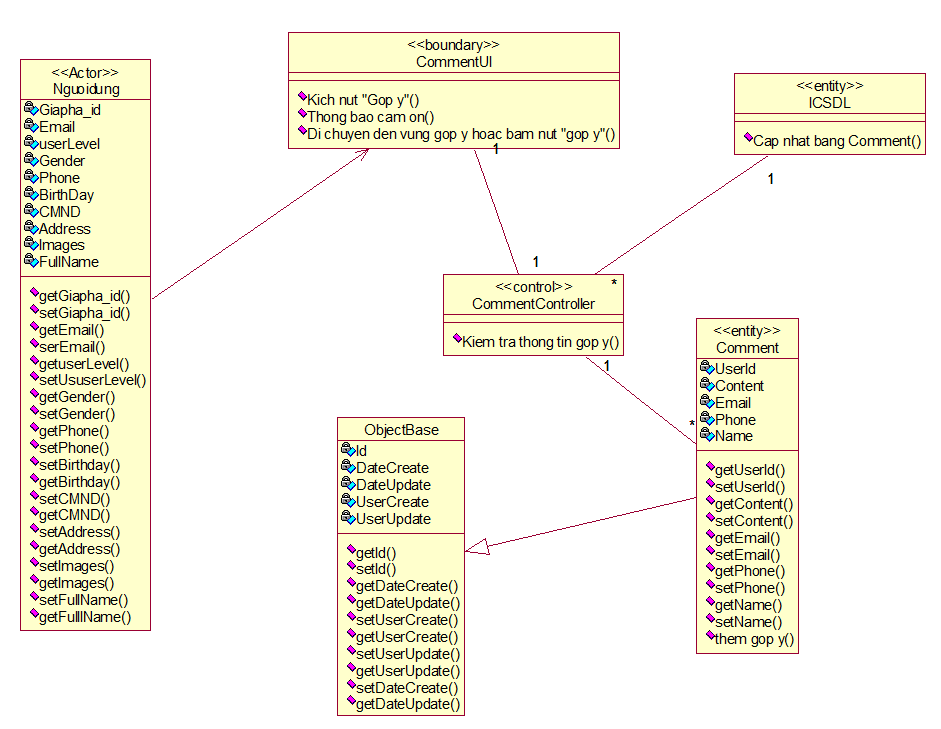 <<Actor>>
Nguoidung
Giapha_id
Email
userLevel
Gender
Phone
BirthDay
CMND
Address
Images
FullName
getGiapha_id()
setGiapha_id()
getEmail()
serEmail()
getuserLevel()
setUsuserLevel()
getGender()
setGender()
getPhone()
setPhone()
setBirthday()
getBirthday()
setCMND()
getCMND()
setAddress()
getAddress()
setImages()
getImages()
setFullName()
getFulllName()
<<boundary>>
CommentUI
Kich nut "Gop y"()
Thong bao cam on()
Di chuyen den vung gop y hoac bam nut "gop y"()
1
1
<<entity>>
ICSDL
Cap nhat bang Comment()
1
*
<<control>>
CommentController
Kiem tra thong tin gop y()
1
*
<<entity>>
Comment
UserId
Content
Email
Phone
Name
getUserId()
setUserId()
getContent()
setContent()
getEmail()
setEmail()
getPhone()
setPhone()
getName()
setName()
them gop y()
ObjectBase
Id
DateCreate
DateUpdate
UserCreate
UserUpdate
getId()
setId()
getDateCreate()
getDateUpdate()
setUserCreate()
getUserCreate()
setUserUpdate()
getUserUpdate()
setDateCreate()
getDateUpdate()